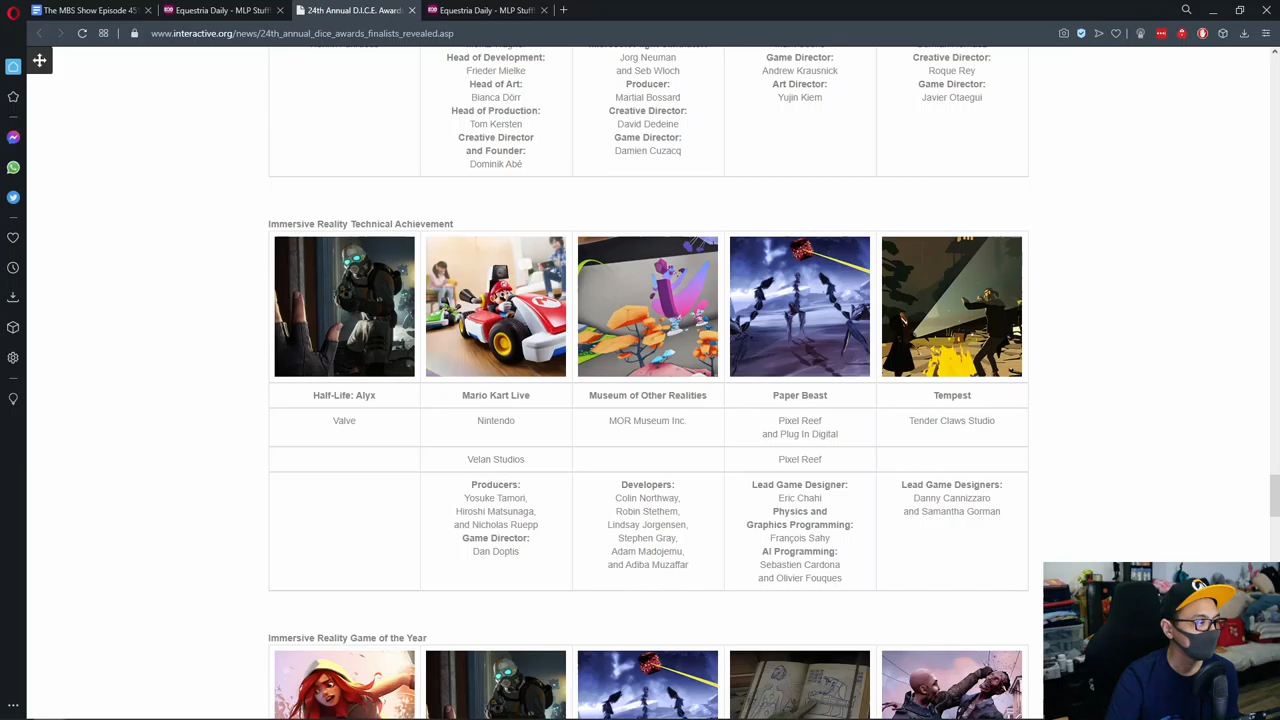 The MBS Show Episode 45
Equestria Daily - MLP Stuff
24th Annual D.I.C.E. Awards
Equestria Daily - MLP Stuff
www.interactive.org/news/24th_annual_dice_awards_finalists_revealed.asp
Head of Development:
Frieder Mielke
Head of Art:
Bianca Dörr
Head of Production:
Tom Kersten
Creative Director
and Founder:
Dominik Abé
Jorg Neuman
and Seb Wloch
Producer:
Martial Bossard
Creative Director:
David Dedeine
Game Director:
Damien Cuzacq
Game Director:
Andrew Krausnick
Art Director:
Yujin Kiem
Creative Director:
Roque Rey
Game Director:
Javier Otaegui
Immersive Reality Technical Achievement
Half-Life: Alyx
Mario Kart Live
Museum of Other Realities
Paper Beast
Tempest
Valve
Nintendo
MOR Museum Inc.
Pixel Reef
and Plug In Digital
Tender Claws Studio
Velan Studios
Pixel Reef
Producers:
Yosuke Tamori,
Hiroshi Matsunaga,
and Nicholas Ruepp
Game Director:
Dan Doptis
Developers:
Colin Northway,
Robin Stethem,
Lindsay Jorgensen,
Stephen Gray,
Adam Madojemu,
and Adiba Muzaffar
Lead Game Designer:
Eric Chahi
Physics and
Graphics Programming:
François Sahy
AI Programming:
Sebastien Cardona
and Olivier Fouques
Lead Game Designers:
Danny Cannizzaro
and Samantha Gorman
Immersive Reality Game of the Year